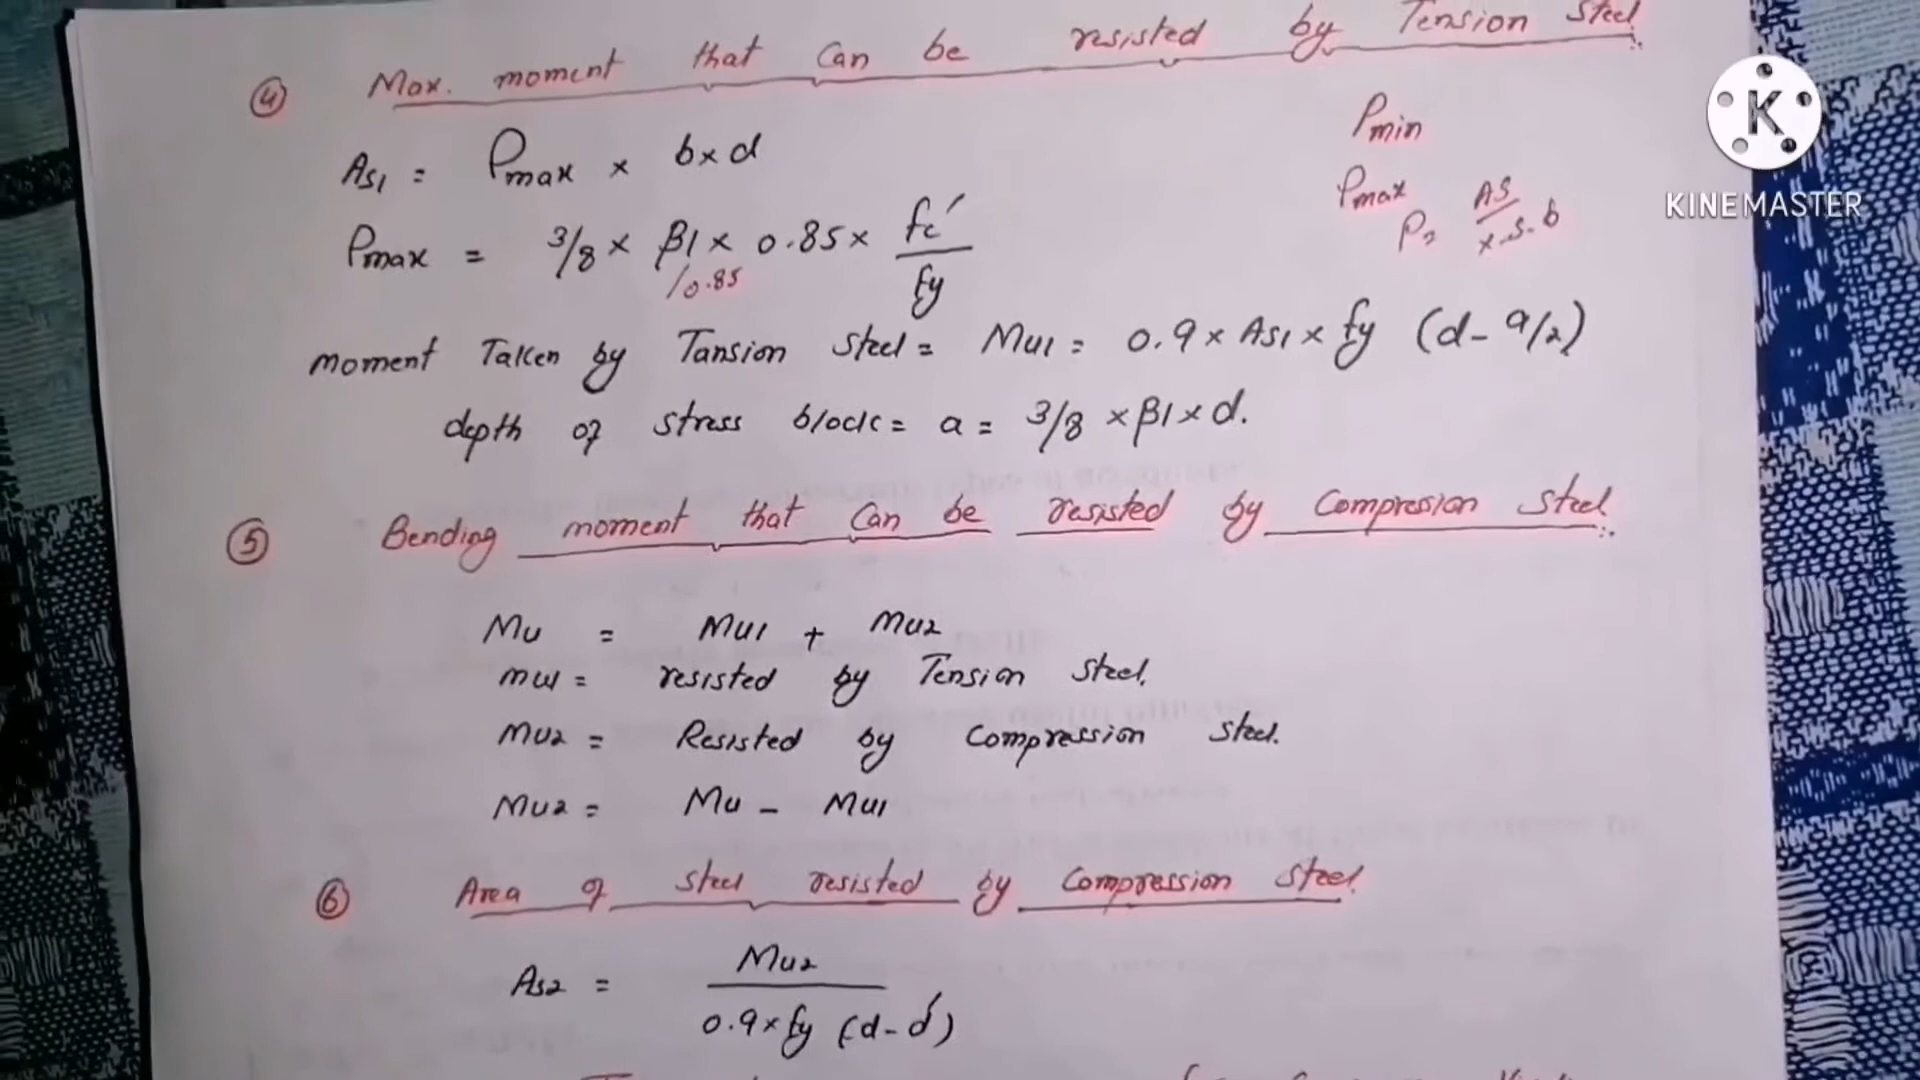 ④ Max. moment that Can be resisted by Tension Steel
As1 = ρmax × b×d
ρmin
ρmax
ρmax = 3/8 × β1 × 0.85 × fc'/fy
/0.85
moment Taken by Tansion Steel = Mu1 = 0.9 × As1 × fy (d - a/2)
depth of stress block = a = 3/8 × β1 × d.
⑤ Bending moment that Can be resisted by Compression Steel
Mu = Mu1 + Mu2
mu1 = resisted by Tension Steel.
Mu2 = Resisted by Compression Steel.
Mu2 = Mu - Mu1
⑥ Area of steel resisted by Compression Steel
As2 = Mu2 / 0.9×fy (d-d')
K
KINEMASTER